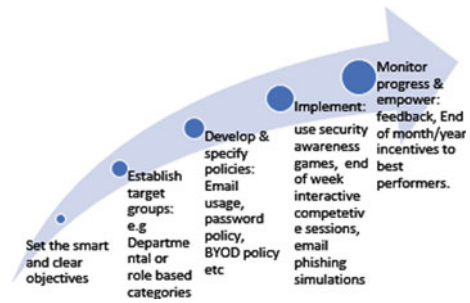 Set the smart
and clear
objectives
Establish
target
groups:
e.g
Departme
ntal or
role based
categories
Develop &
specify
policies:
Email
usage,
password
policy,
BYOD policy
etc
Implement:
use security
awareness
games,  end
of week
interactive
competetiv
e sessions,
email
phishing
simulations
Monitor
progress &
empower:
feedback, End
of month/year
incentives to
best
performers.